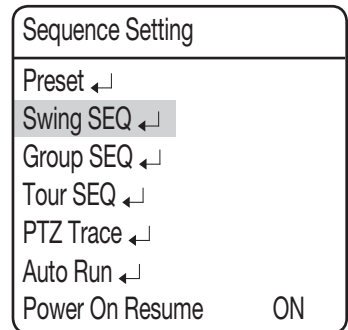 Sequence Setting
Preset ↵
Swing SEQ ↵
Group SEQ ↵
Tour SEQ ↵
PTZ Trace ↵
Auto Run ↵
Power On Resume ON